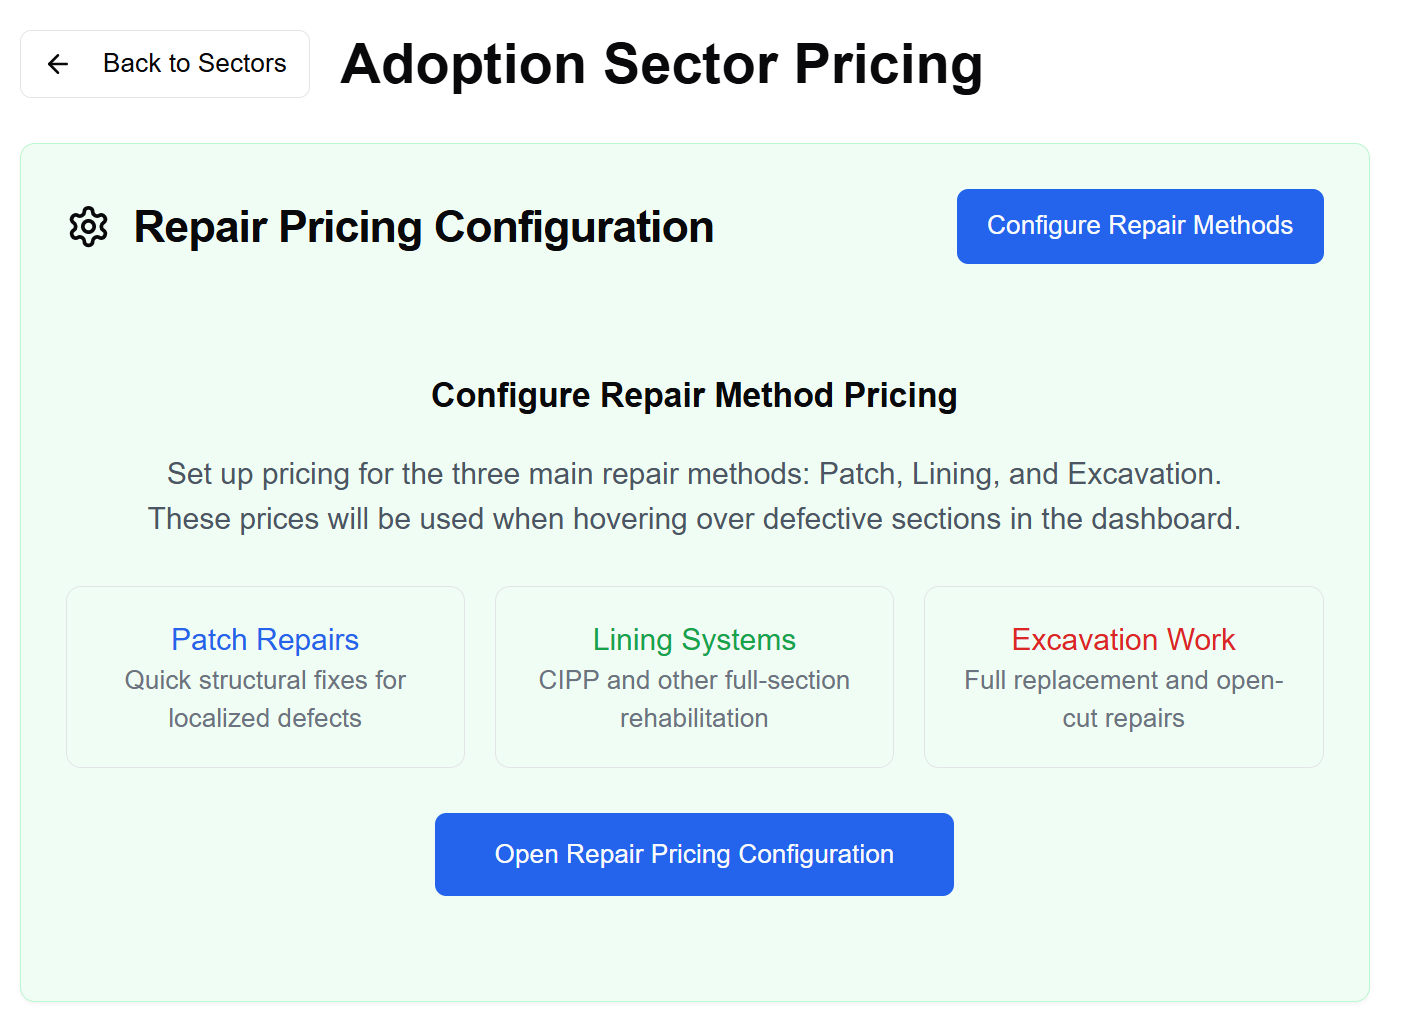 Back to Sectors
Adoption Sector Pricing
Repair Pricing Configuration
Configure Repair Methods
Configure Repair Method Pricing
Set up pricing for the three main repair methods: Patch, Lining, and Excavation.
These prices will be used when hovering over defective sections in the dashboard.
Patch Repairs
Quick structural fixes for
localized defects
Lining Systems
CIPP and other full-section
rehabilitation
Excavation Work
Full replacement and open-
cut repairs
Open Repair Pricing Configuration